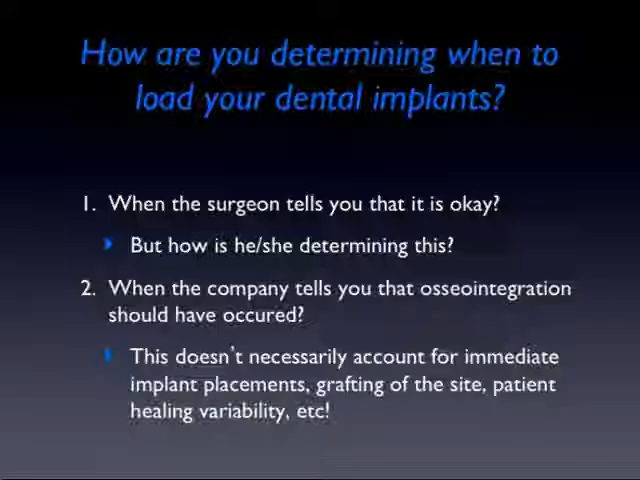 How are you determining when to
load your dental implants?
1. When the surgeon tells you that it is okay?
But how is he/she determining this?
2. When the company tells you that osseointegration
should have occured?
This doesn't necessarily account for immediate
implant placements, grafting of the site, patient
healing variability, etc!